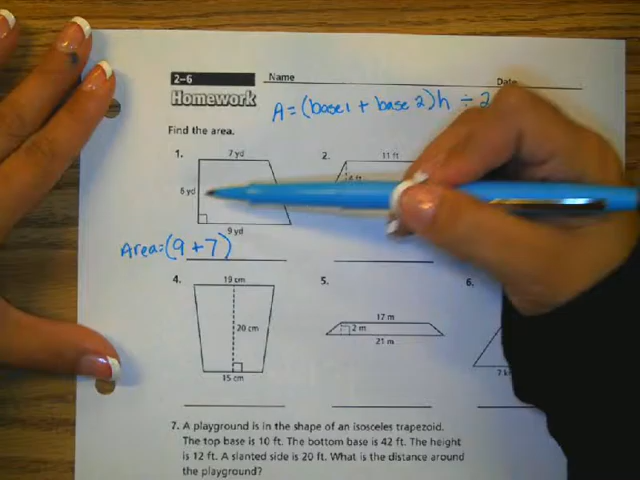 2–6
Name
Date
Homework
A = (base 1 + base 2) h ÷ 2
Find the area.
1.
7 yd
6 yd
9 yd
2.
11 ft
Area = (9 + 7)
4.
19 cm
20 cm
15 cm
5.
17 m
2 m
21 m
6.
7. A playground is in the shape of an isosceles trapezoid.
The top base is 10 ft. The bottom base is 42 ft. The height
is 12 ft. A slanted side is 20 ft. What is the distance around
the playground?